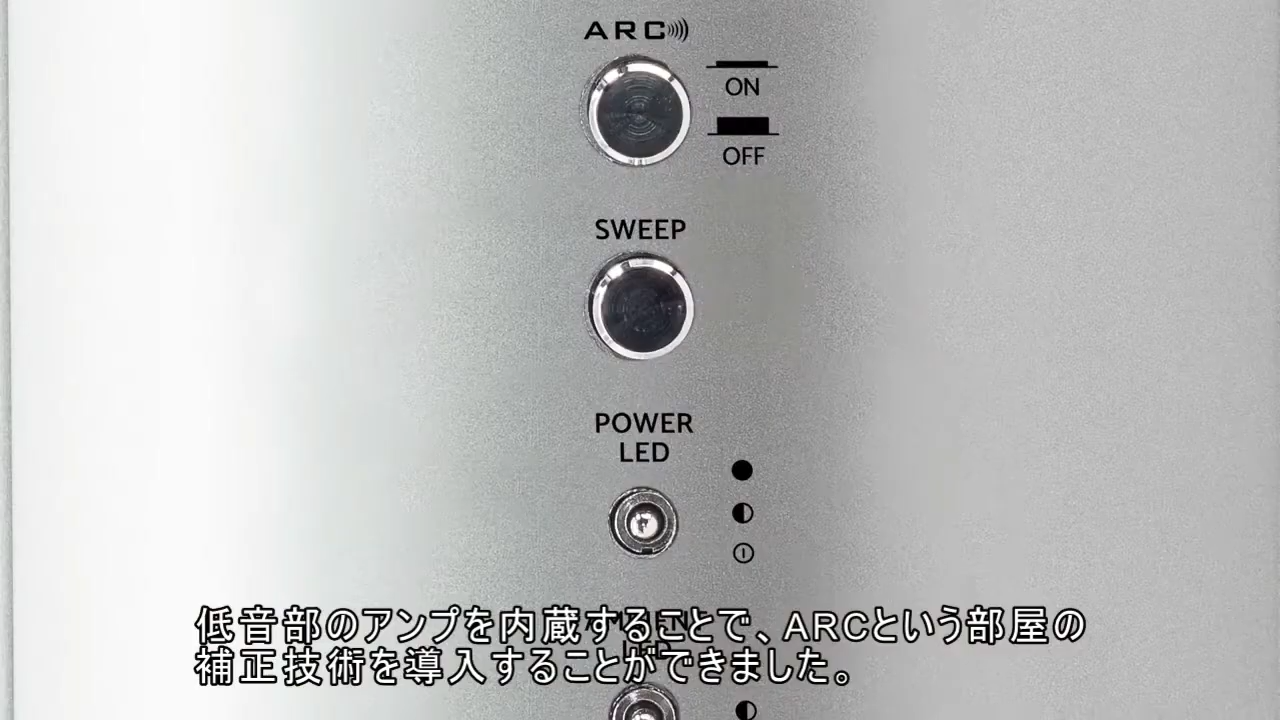 ARC
ON
OFF
SWEEP
POWER
LED
低音部のアンプを内蔵することで、ARCという部屋の
補正技術を導入することができました。